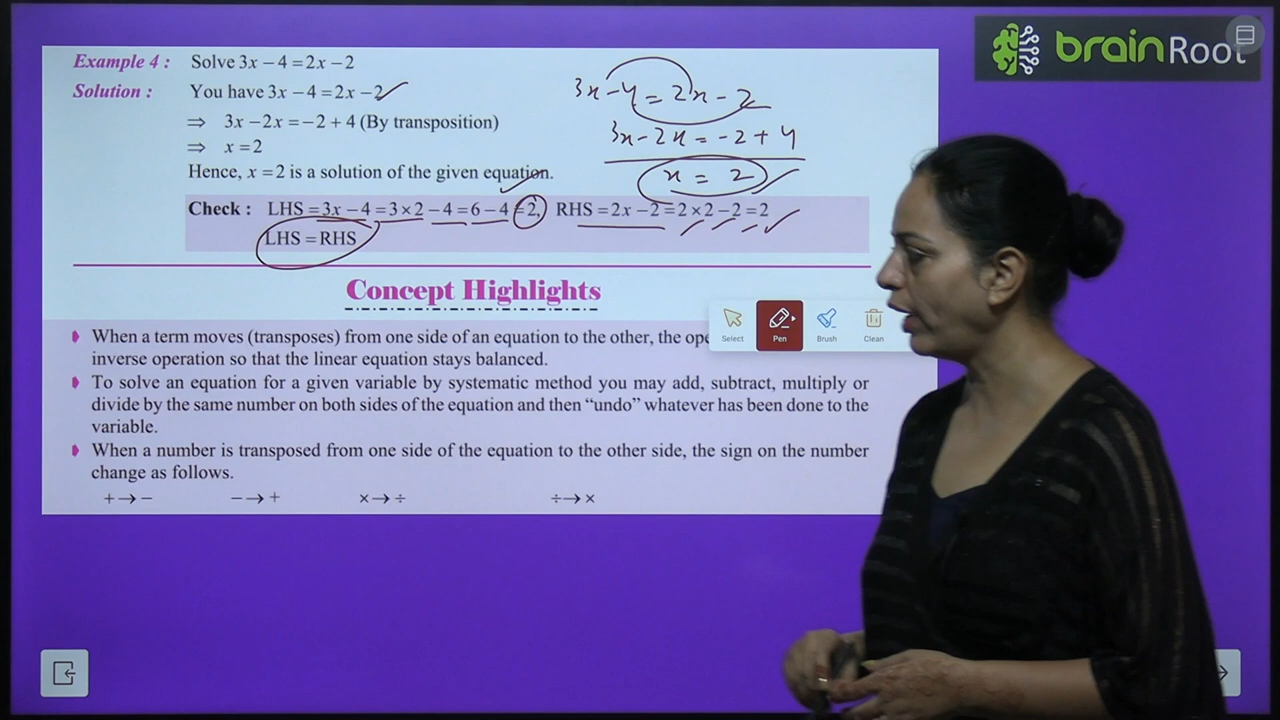 brainRoot
Example 4 : Solve 3x − 4 = 2x − 2
Solution : You have 3x − 4 = 2x − 2
⇒ 3x − 2x = −2 + 4 (By transposition)
⇒ x = 2
Hence, x = 2 is a solution of the given equation.
3x − 4 = 2x − 2
3x − 2x = −2 + 4
x = 2
Check : LHS = 3x − 4 = 3 × 2 − 4 = 6 − 4 = 2, RHS = 2x − 2 = 2 × 2 − 2 = 2
LHS = RHS
Concept Highlights
When a term moves (transposes) from one side of an equation to the other, the
inverse operation so that the linear equation stays balanced.
To solve an equation for a given variable by systematic method you may add, subtract, multiply or
divide by the same number on both sides of the equation and then “undo” whatever has been done to the
variable.
When a number is transposed from one side of the equation to the other side, the sign on the number
change as follows.
+ → − − → + × → ÷ ÷ → ×
Select Pen Brush Clean